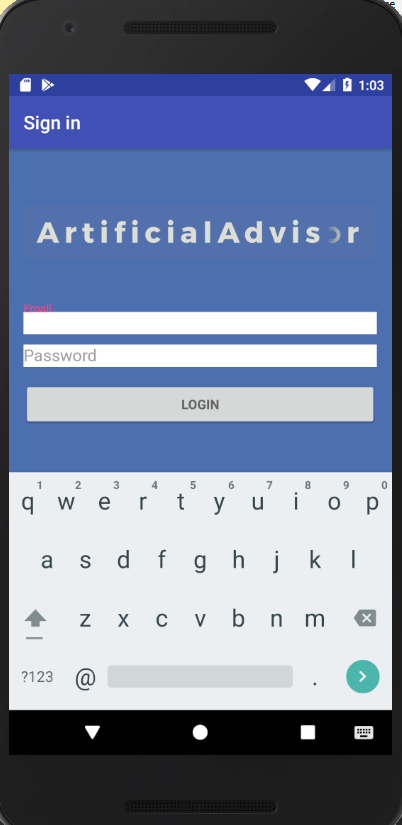 1:03
Sign in
ArtificialAdvisor
Email
Password
LOGIN
1 2 3 4 5 6 7 8 9 0
q w e r t y u i o p
a s d f g h j k l
z x c v b n m
?123 @ .